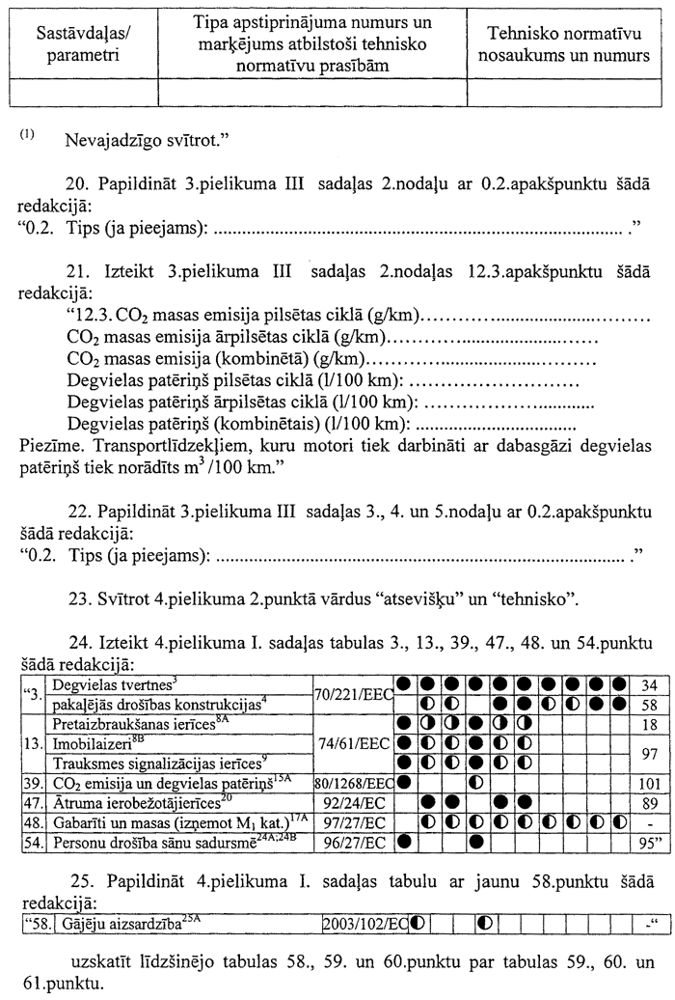 Sastāvdaļas/ parametri | Tipa apstiprinājuma numurs un marķējums atbilstoši tehnisko normatīvu prasībām | Tehnisko normatīvu nosaukums un numurs
(1) Nevajadzīgo svītrot.”
20. Papildināt 3.pielikuma III sadaļas 2.nodaļu ar 0.2.apakšpunktu šādā
redakcijā:
“0.2. Tips (ja pieejams): ..................................................................................... .”
21. Izteikt 3.pielikuma III sadaļas 2.nodaļas 12.3.apakšpunktu šādā
redakcijā:
“12.3. CO₂ masas emisija pilsētas ciklā (g/km)……………......................………
CO₂ masas emisija ārpilsētas ciklā (g/km)……………......................……
CO₂ masas emisija (kombinētā) (g/km)……………......................………
Degvielas patēriņš pilsētas ciklā (l/100 km): ………………………
Degvielas patēriņš ārpilsētas ciklā (l/100 km): ……………...............
Degvielas patēriņš (kombinētais) (l/100 km): ..................................
Piezīme. Transportlīdzekļiem, kuru motori tiek darbināti ar dabasgāzi degvielas
patēriņš tiek norādīts m³ /100 km.”
22. Papildināt 3.pielikuma III sadaļas 3., 4. un 5.nodaļu ar 0.2.apakšpunktu
šādā redakcijā:
“0.2. Tips (ja pieejams): ..................................................................................... .”
23. Svītrot 4.pielikuma 2.punktā vārdus “atsevišķu” un “tehnisko”.
24. Izteikt 4.pielikuma I. sadaļas tabulas 3., 13., 39., 47., 48. un 54.punktu
šādā redakcijā:
“3. | Degvielas tvertnes³ | 70/221/EEC | ● | ● | ● | ● | ● | ● | ● | ● | ● | ● | 34
pakaļējās drošības konstrukcijas⁴ | | ◐ | ◐ | | ● | ● | ◐ | ◐ | ● | ● | 58
13. | Pretaizbraukšanas ierīces⁸ᴬ | 74/61/EEC | ● | ◑ | ◑ | ● | ◑ | ◑ | | | | | 18
Imobilaizeri⁸ᴮ | ● | ◐ | ◐ | ● | ◐ | ◐ | | | | | 97
Trauksmes signalizācijas ierīces⁹ | ● | ◐ | ◐ | ● | ◐ | ◐
39. | CO₂ emisija un degvielas patēriņš¹⁵ᴬ | 80/1268/EEC | ● | | | ◐ | | | | | | | 101
47. | Ātruma ierobežotājierīces²⁰ | 92/24/EC | | ● | ● | | ● | ● | | | | | 89
48. | Gabarīti un masas (izņemot M₁ kat.)¹⁷ᴬ | 97/27/EC | | ◐ | ◐ | ◐ | ◐ | ◐ | ◐ | ◐ | ◐ | ◐ | -
54. | Personu drošība sānu sadursmē²⁴ᴬ;²⁴ᴮ | 96/27/EC | ● | | | ● | | | | | | | 95”
25. Papildināt 4.pielikuma I. sadaļas tabulu ar jaunu 58.punktu šādā
redakcijā:
“58. | Gājēju aizsardzība²⁵ᴬ | 2003/102/EC | ◐ | | | ◐ | | | | | | | -“
uzskatīt līdzšinējo tabulas 58., 59. un 60.punktu par tabulas 59., 60. un
61.punktu.